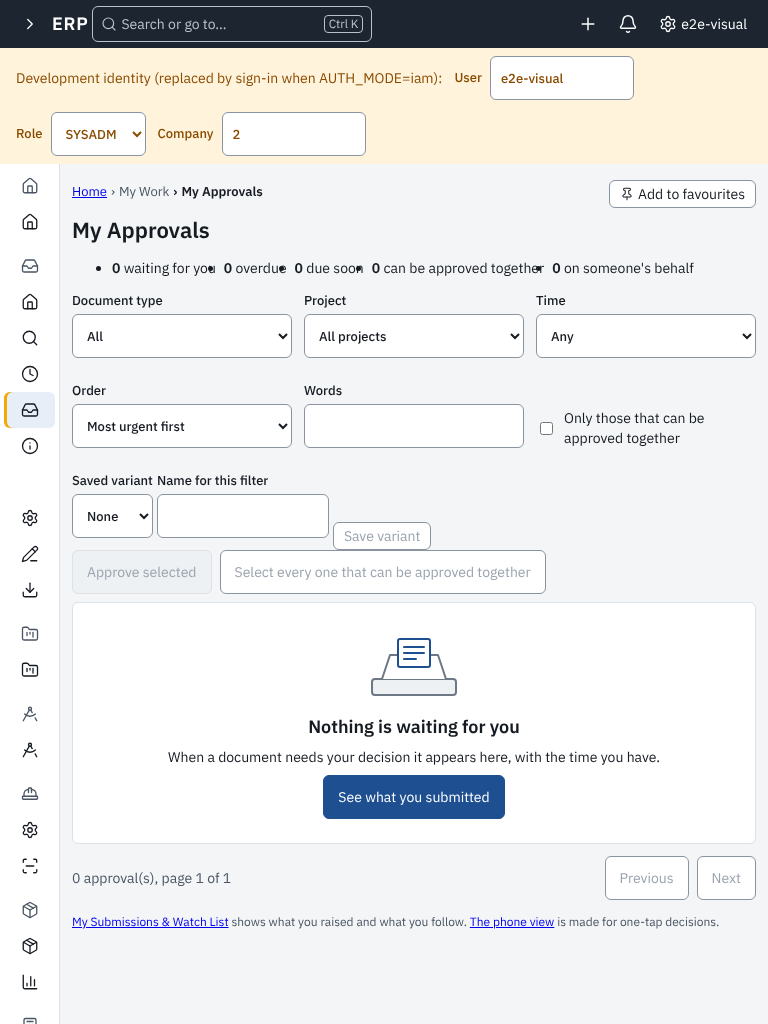 ERP Search or go to... Ctrl K e2e-visual
Development identity (replaced by sign-in when AUTH_MODE=iam): User e2e-visual
Role SYSADM Company 2
Home › My Work › My Approvals
Add to favourites
My Approvals
0 waiting for you 0 overdue 0 due soon 0 can be approved together 0 on someone's behalf
Document type Project Time
All All projects Any
Order Words
Most urgent first
Only those that can be
approved together
Saved variant Name for this filter
None
Save variant
Approve selected Select every one that can be approved together
Nothing is waiting for you
When a document needs your decision it appears here, with the time you have.
See what you submitted
0 approval(s), page 1 of 1 Previous Next
My Submissions & Watch List shows what you raised and what you follow. The phone view is made for one-tap decisions.